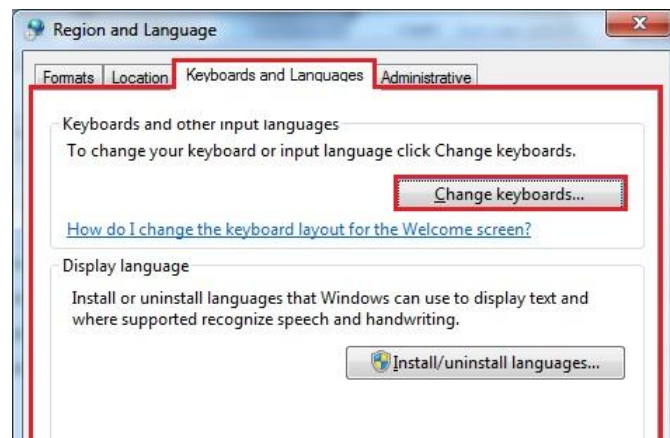 Region and Language
Formats Location Keyboards and Languages Administrative
Keyboards and other input languages
To change your keyboard or input language click Change keyboards.
Change keyboards...
How do I change the keyboard layout for the Welcome screen?
Display language
Install or uninstall languages that Windows can use to display text and
where supported recognize speech and handwriting.
Install/uninstall languages...